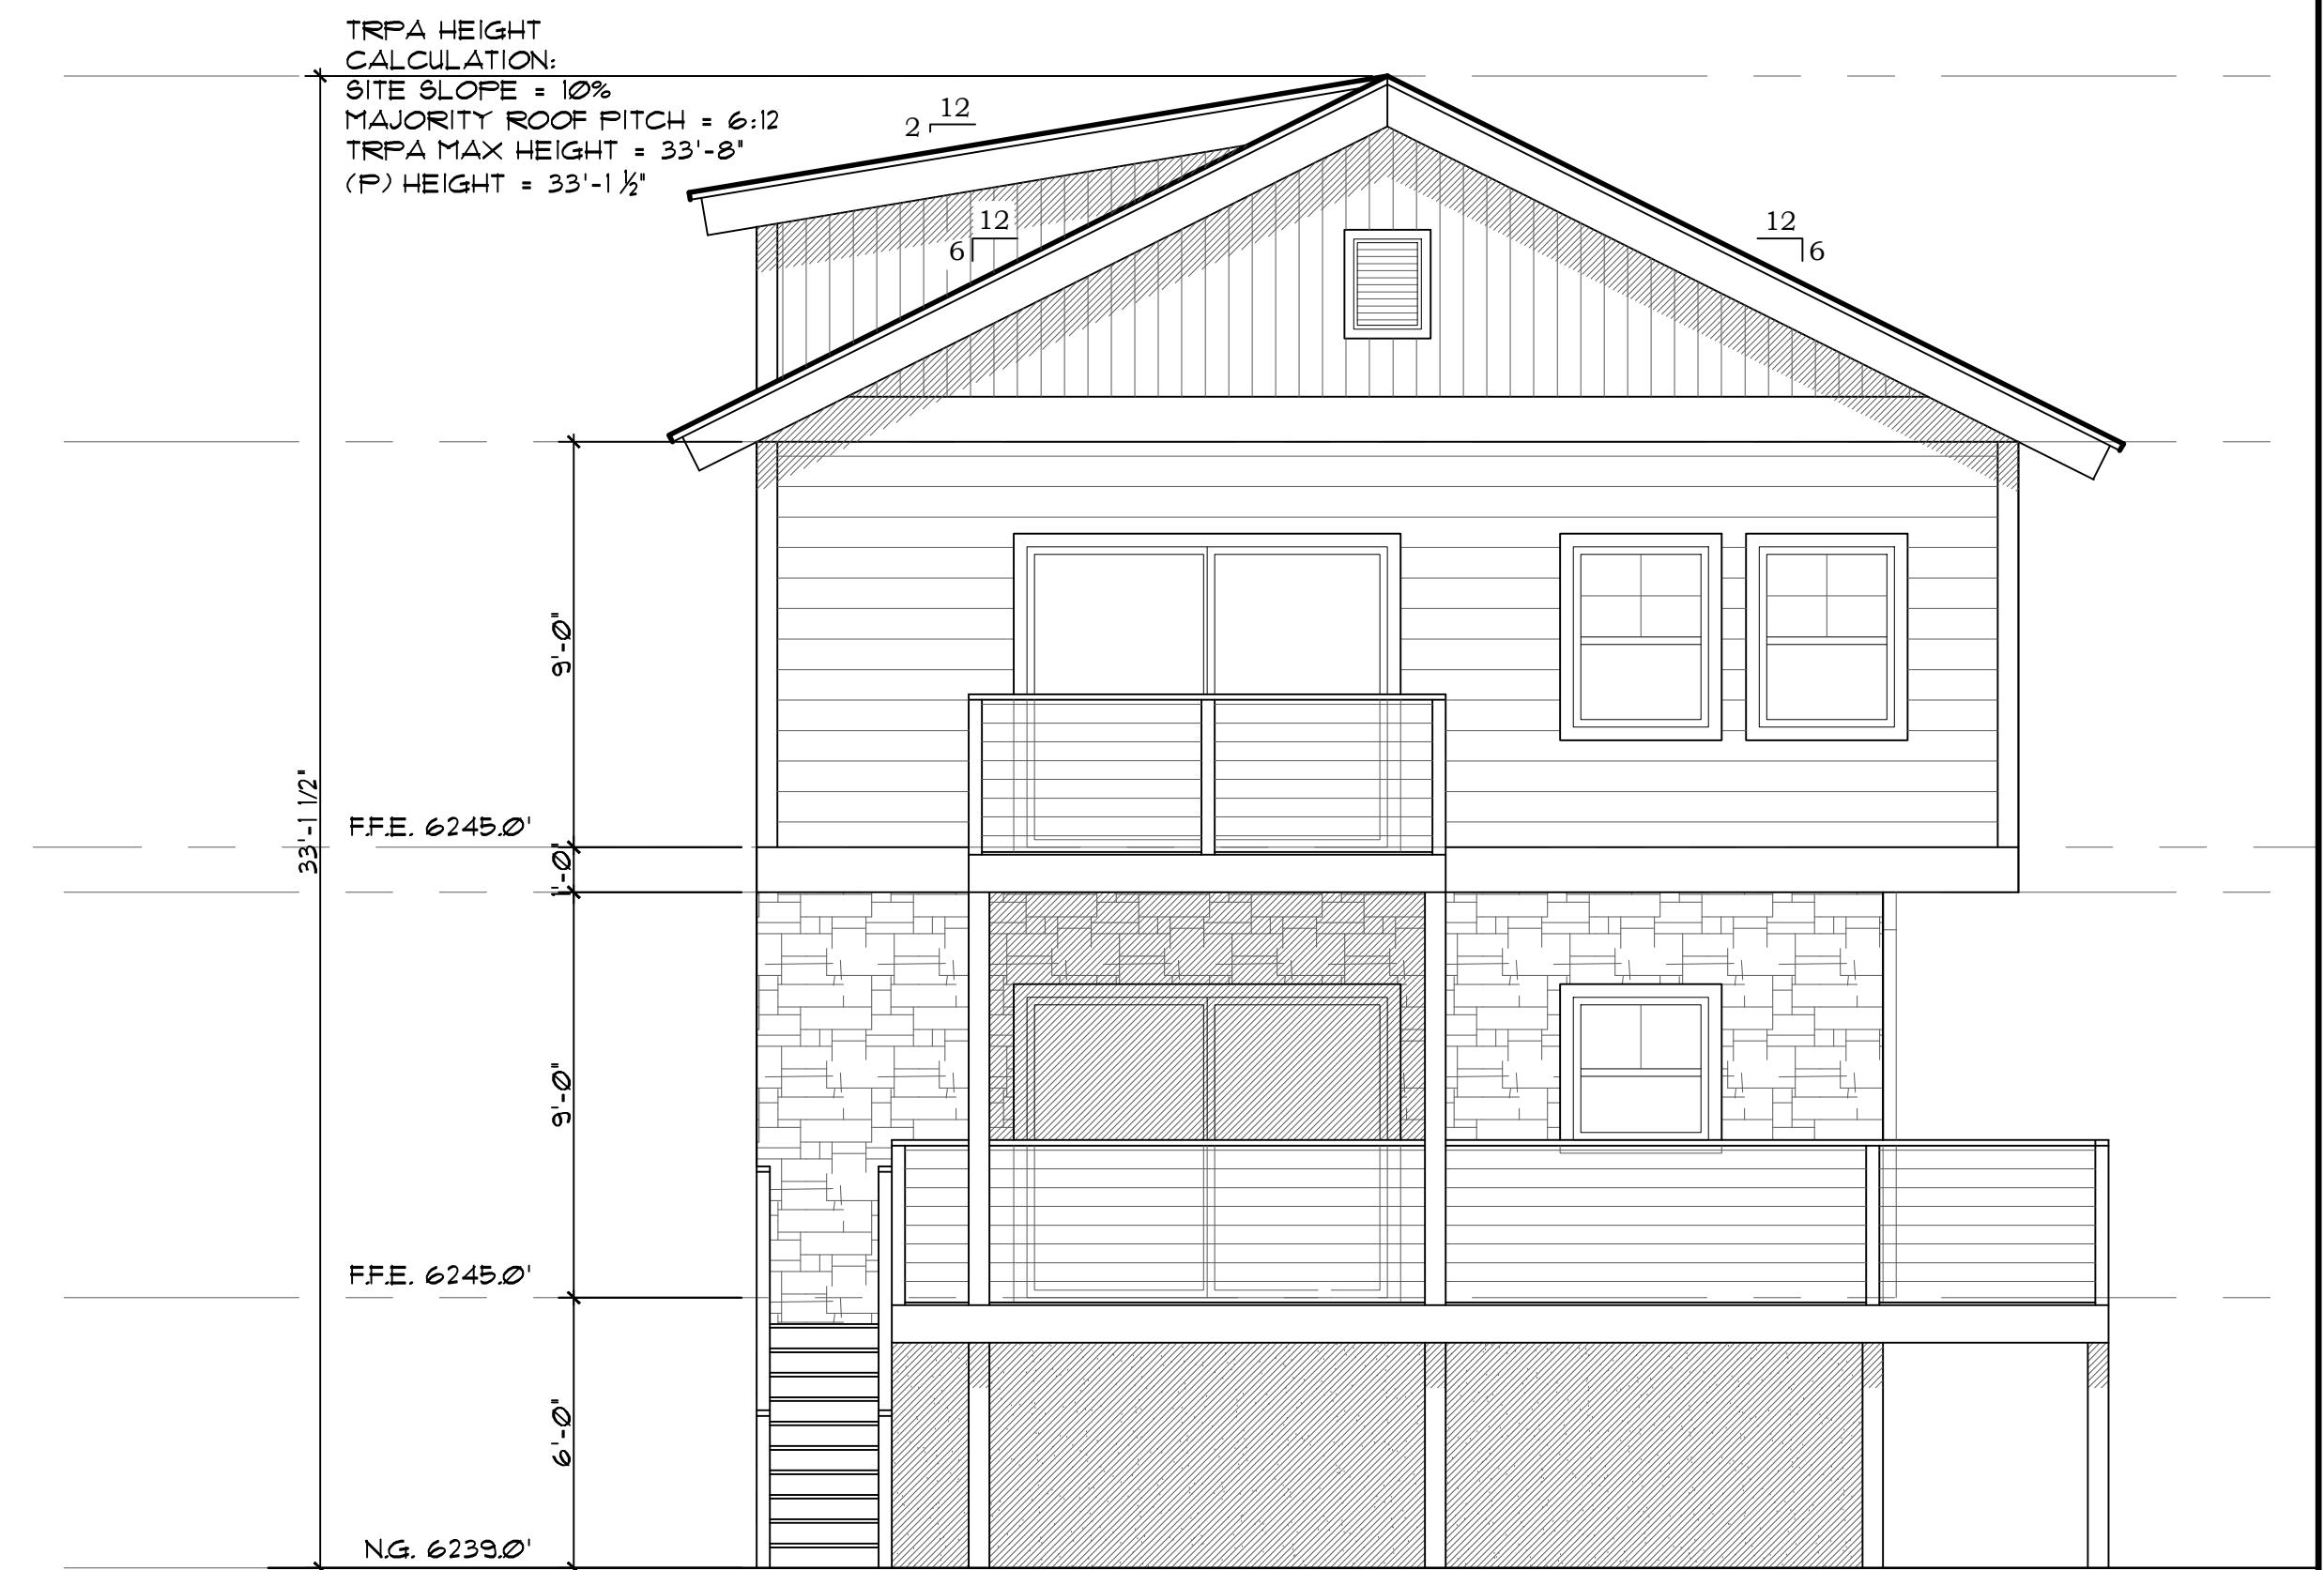 TRPA HEIGHT
CALCULATION:
SITE SLOPE = 10%
MAJORITY ROOF PITCH = 6:12
TRPA MAX HEIGHT = 33'-8"
(P) HEIGHT = 33'-1 ½"
12
2
12
6
12
6
9'-0"
33'-1 1/2"
F.F.E. 6245.0'
1'-0"
9'-0"
F.F.E. 6245.0'
6'-0"
N.G. 6239.0'